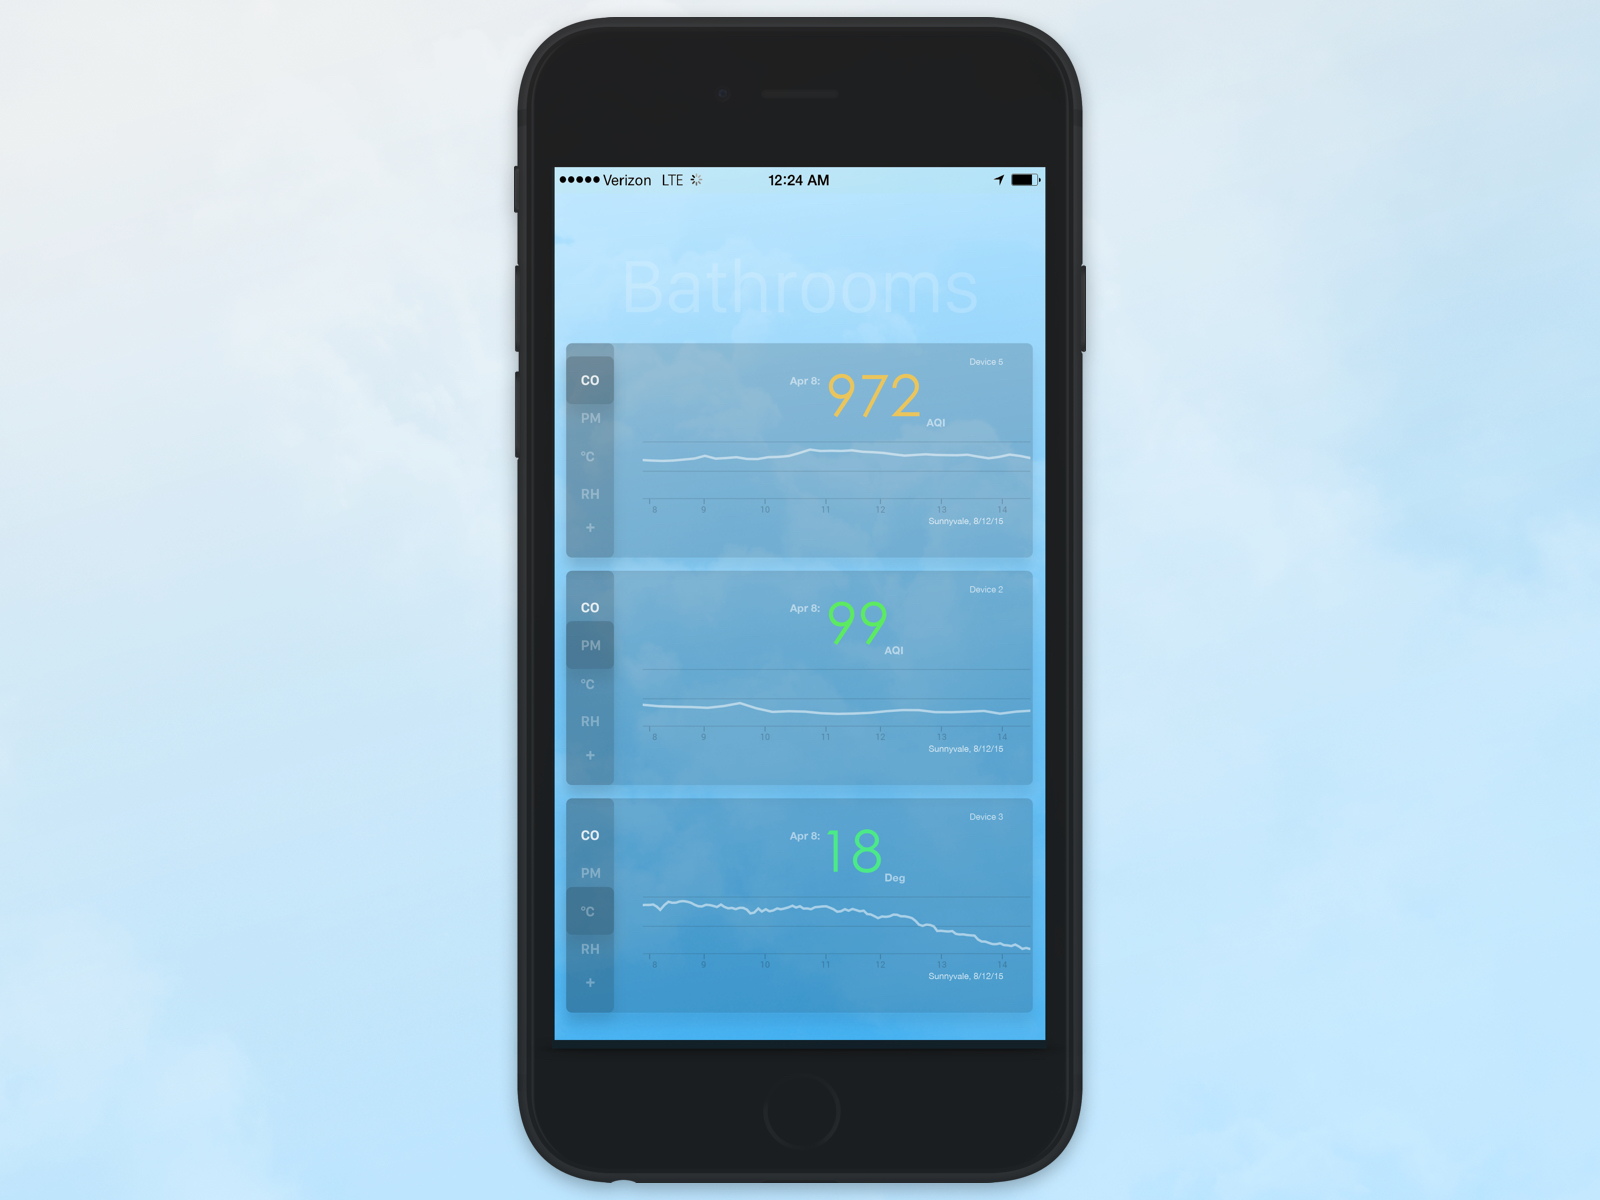 Verizon LTE 12:24 AM
Bathrooms
Device 5
CO
Apr 8: 972 AQI
PM
°C
RH
+
8 9 10 11 12 13 14
Sunnyvale, 8/12/15
Device 2
CO
Apr 8: 99 AQI
PM
°C
RH
+
8 9 10 11 12 13 14
Sunnyvale, 8/12/15
Device 3
CO
Apr 8: 18 Deg
PM
°C
RH
+
8 9 10 11 12 13 14
Sunnyvale, 8/12/15